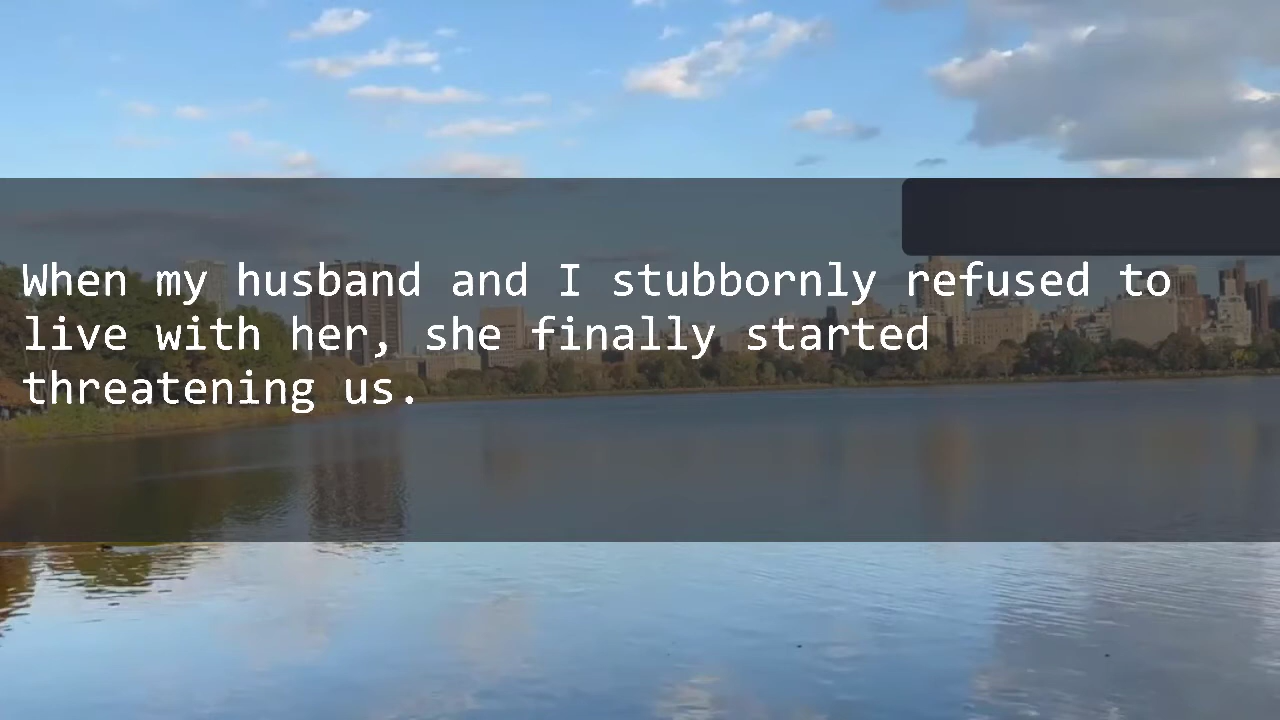 When my husband and I stubbornly refused to
live with her, she finally started
threatening us.